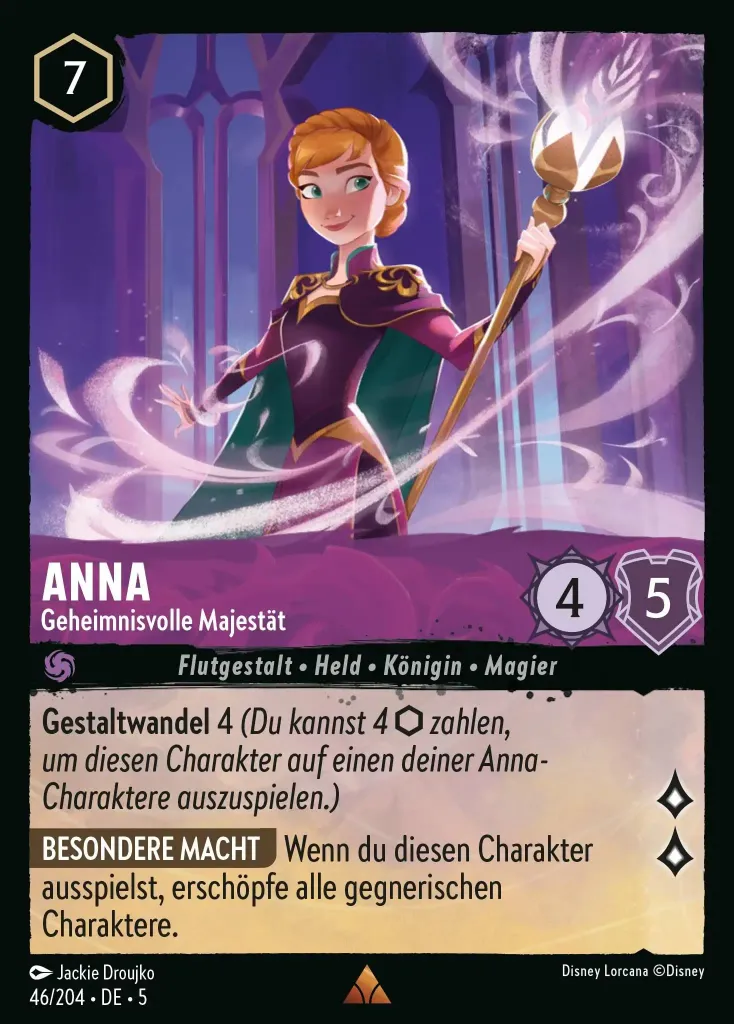 7
ANNA
Geheimnisvolle Majestät
4
5
Flutgestalt • Held • Königin • Magier
Gestaltwandel 4 (Du kannst 4 ⬡ zahlen,
um diesen Charakter auf einen deiner Anna-
Charaktere auszuspielen.)
BESONDERE MACHT Wenn du diesen Charakter
ausspielst, erschöpfe alle gegnerischen
Charaktere.
Jackie Droujko
Disney Lorcana ©Disney
46/204 • DE • 5